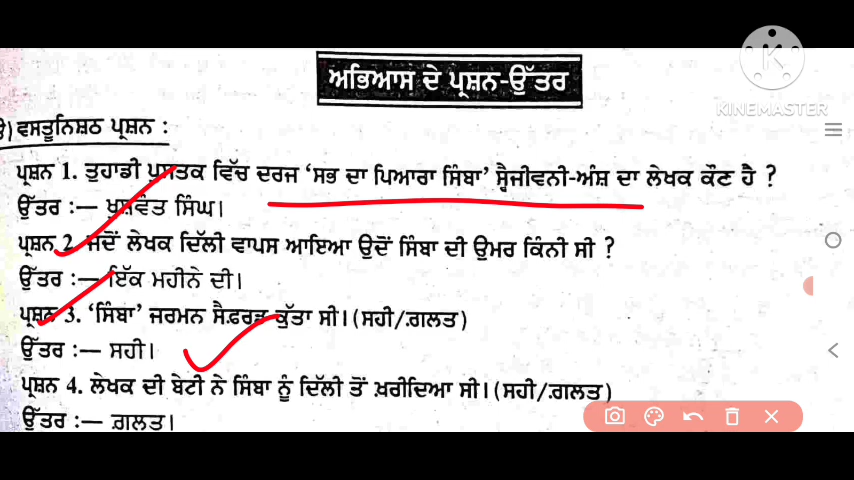 KINEMASTER
ਅਭਿਆਸ ਦੇ ਪ੍ਰਸ਼ਨ-ਉੱਤਰ
ੳ) ਵਸਤੂਨਿਸ਼ਠ ਪ੍ਰਸ਼ਨ :
ਪ੍ਰਸ਼ਨ 1. ਤੁਹਾਡੀ ਪੁਸਤਕ ਵਿੱਚ ਦਰਜ 'ਸਭ ਦਾ ਪਿਆਰਾ ਸਿੰਬਾ' ਸ੍ਵੈਜੀਵਨੀ-ਅੰਸ਼ ਦਾ ਲੇਖਕ ਕੌਣ ਹੈ ?
ਉੱਤਰ :— ਖੁਸ਼ਵੰਤ ਸਿੰਘ।
ਪ੍ਰਸ਼ਨ 2. ਜਦੋਂ ਲੇਖਕ ਦਿੱਲੀ ਵਾਪਸ ਆਇਆ ਉਦੋਂ ਸਿੰਬਾ ਦੀ ਉਮਰ ਕਿੰਨੀ ਸੀ ?
ਉੱਤਰ :— ਇੱਕ ਮਹੀਨੇ ਦੀ।
ਪ੍ਰਸ਼ਨ 3. 'ਸਿੰਬਾ' ਜਰਮਨ ਸੈਫ਼ਰਡ ਕੁੱਤਾ ਸੀ। (ਸਹੀ/ਗ਼ਲਤ)
ਉੱਤਰ :— ਸਹੀ।
ਪ੍ਰਸ਼ਨ 4. ਲੇਖਕ ਦੀ ਬੇਟੀ ਨੇ ਸਿੰਬਾ ਨੂੰ ਦਿੱਲੀ ਤੋਂ ਖ਼ਰੀਦਿਆ ਸੀ। (ਸਹੀ/ਗ਼ਲਤ)
ਉੱਤਰ :— ਗ਼ਲਤ।